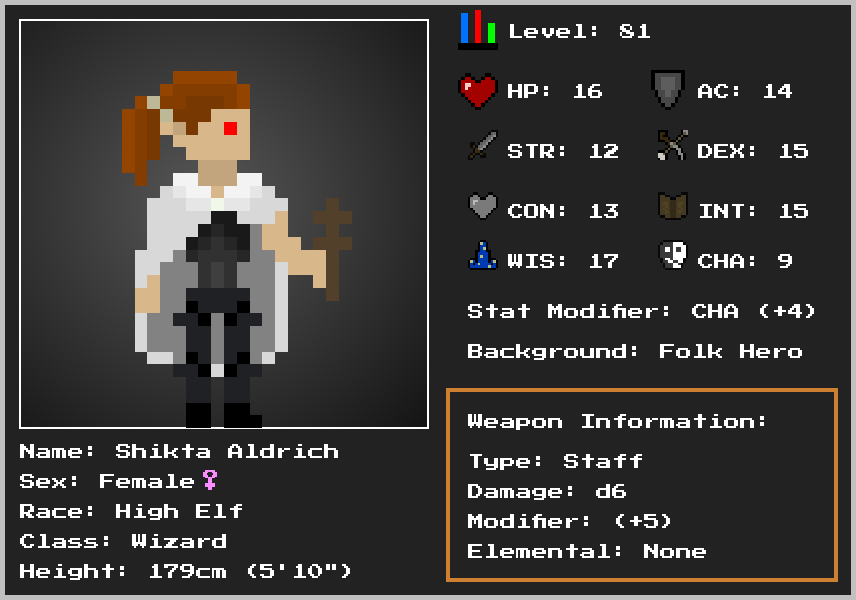 Level: 81
HP: 16 AC: 14
STR: 12 DEX: 15
CON: 13 INT: 15
WIS: 17 CHA: 9
Stat Modifier: CHA (+4)
Background: Folk Hero
Weapon Information:
Type: Staff
Damage: d6
Modifier: (+5)
Elemental: None
Name: Shikta Aldrich
Sex: Female♀
Race: High Elf
Class: Wizard
Height: 179cm (5'10")